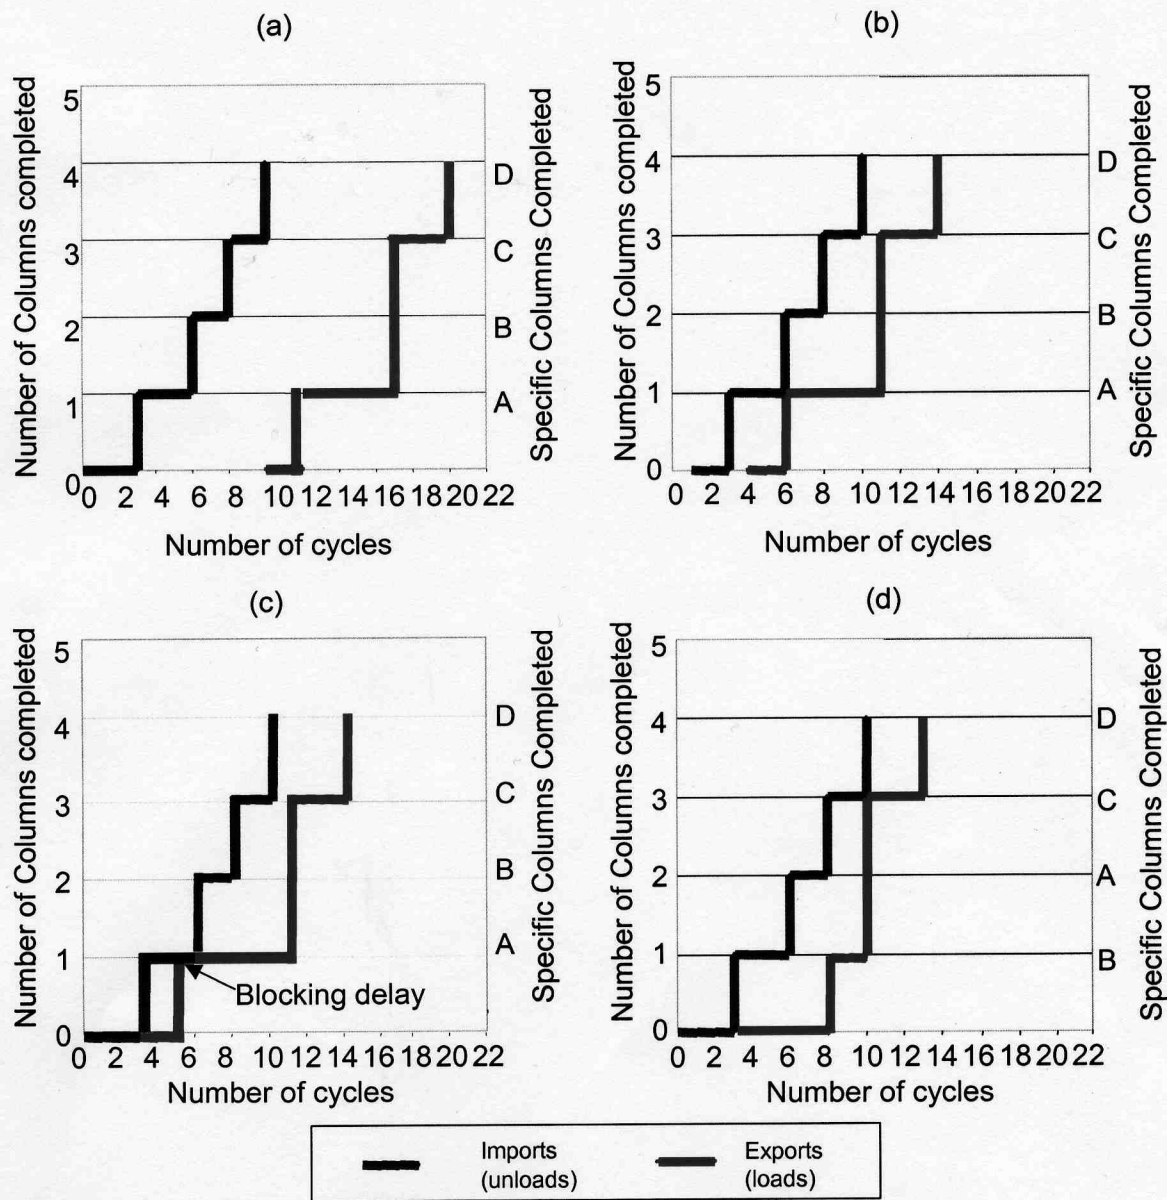 (a)
Number of Columns completed
5
4
3
2
1
0
D
C
B
A
Specific Columns Completed
0 2 4 6 8 10 12 14 16 18 20 22
Number of cycles
(b)
Number of Columns completed
5
4
3
2
1
0
D
C
B
A
Specific Columns Completed
0 2 4 6 8 10 12 14 16 18 20 22
Number of cycles
(c)
Number of Columns completed
5
4
3
2
1
0
D
C
B
A
Specific Columns Completed
Blocking delay
0 2 4 6 8 10 12 14 16 18 20 22
Number of cycles
(d)
Number of Columns completed
5
4
3
2
1
0
D
C
A
B
Specific Columns Completed
0 2 4 6 8 10 12 14 16 18 20 22
Number of cycles
Imports
(unloads)
Exports
(loads)